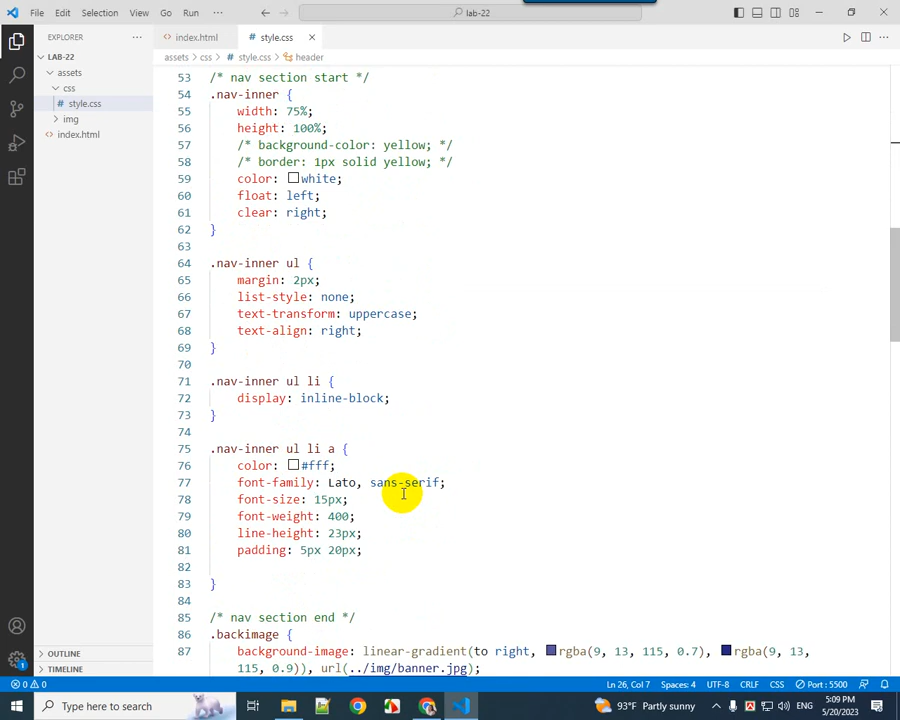 File Edit Selection View Go Run ··· lab-22
EXPLORER ···
index.html # style.css
LAB-22
assets > css > # style.css > header
assets
css
# style.css
img
index.html
53 /* nav section start */
54 .nav-inner {
55 width: 75%;
56 height: 100%;
57 /* background-color: yellow; */
58 /* border: 1px solid yellow; */
59 color: white;
60 float: left;
61 clear: right;
62 }
63
64 .nav-inner ul {
65 margin: 2px;
66 list-style: none;
67 text-transform: uppercase;
68 text-align: right;
69 }
70
71 .nav-inner ul li {
72 display: inline-block;
73 }
74
75 .nav-inner ul li a {
76 color: #fff;
77 font-family: Lato, sans-serif;
78 font-size: 15px;
79 font-weight: 400;
80 line-height: 23px;
81 padding: 5px 20px;
82
83 }
84
85 /* nav section end */
86 .backimage {
87 background-image: linear-gradient(to right, rgba(9, 13, 115, 0.7), rgba(9, 13,
115, 0.9)), url(../img/banner.jpg);
OUTLINE
TIMELINE
1
0 0 Ln 26, Col 7 Spaces: 4 UTF-8 CRLF CSS Port : 5500
Type here to search 93°F Partly sunny ENG 5:09 PM
5/20/2023